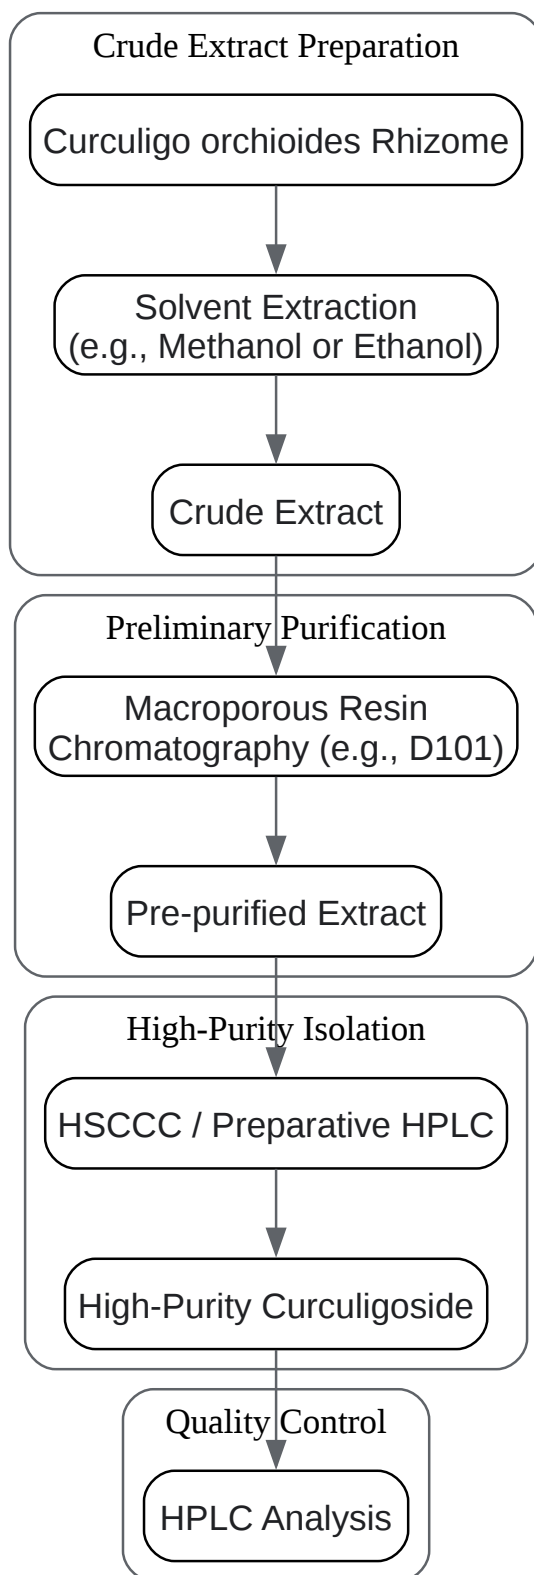 Crude Extract Preparation
Curculigo orchioides Rhizome
Solvent Extraction
(e.g., Methanol or Ethanol)
Crude Extract
Preliminary Purification
Macroporous Resin
Chromatography (e.g., D101)
Pre-purified Extract
High-Purity Isolation
HSCCC / Preparative HPLC
High-Purity Curculigoside
Quality Control
HPLC Analysis